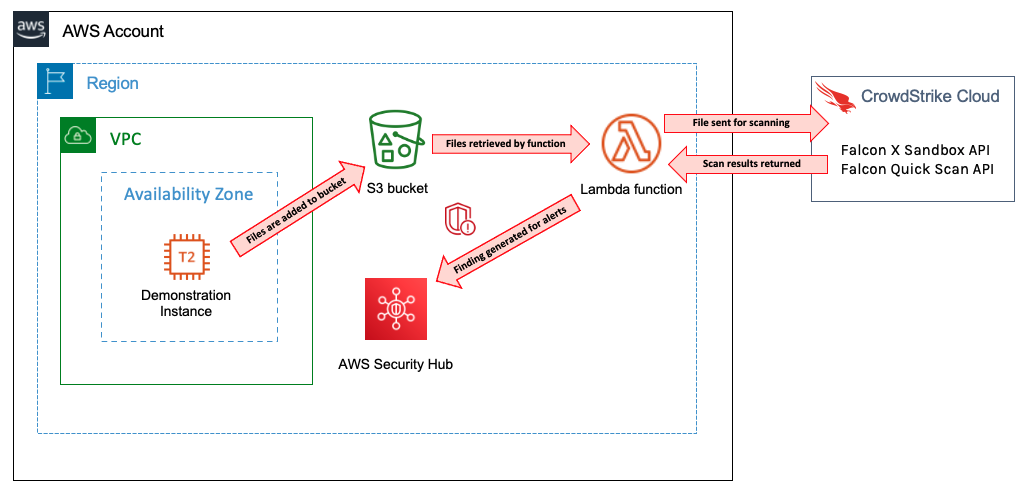 aws
AWS Account
Region
VPC
Availability Zone
T2
Demonstration
Instance
Files are added to bucket
S3 bucket
Files retrieved by function
Lambda function
File sent for scanning
Scan results returned
CrowdStrike Cloud
Falcon X Sandbox API
Falcon Quick Scan API
Finding generated for alerts
AWS Security Hub